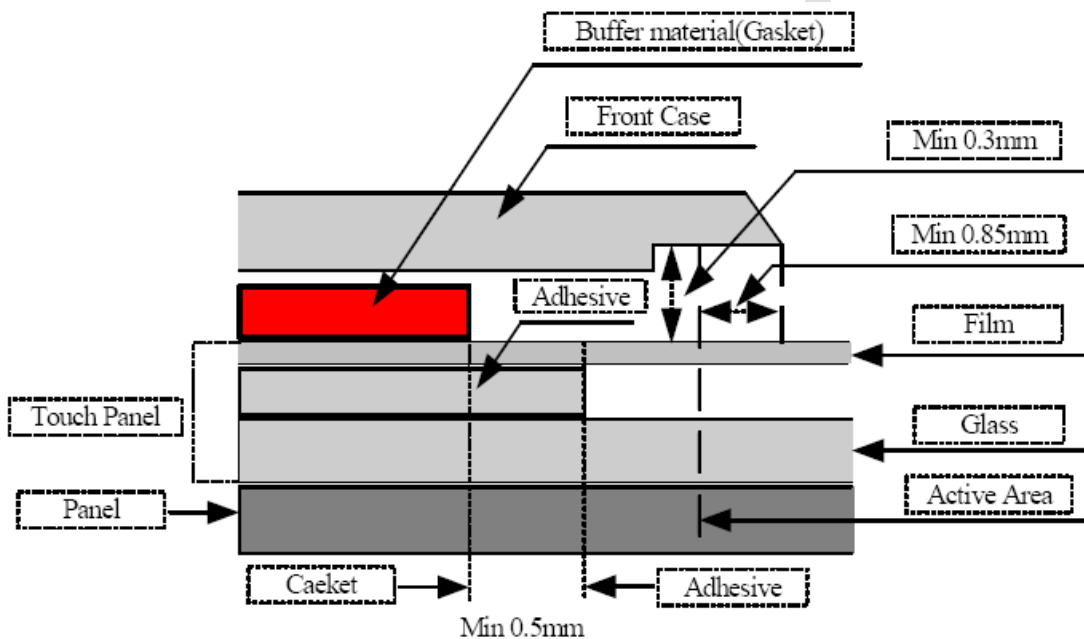 Buffer material(Gasket)
Front Case
Min 0.3mm
Min 0.85mm
Adhesive
Film
Touch Panel
Glass
Panel
Active Area
Caeket
Adhesive
Min 0.5mm